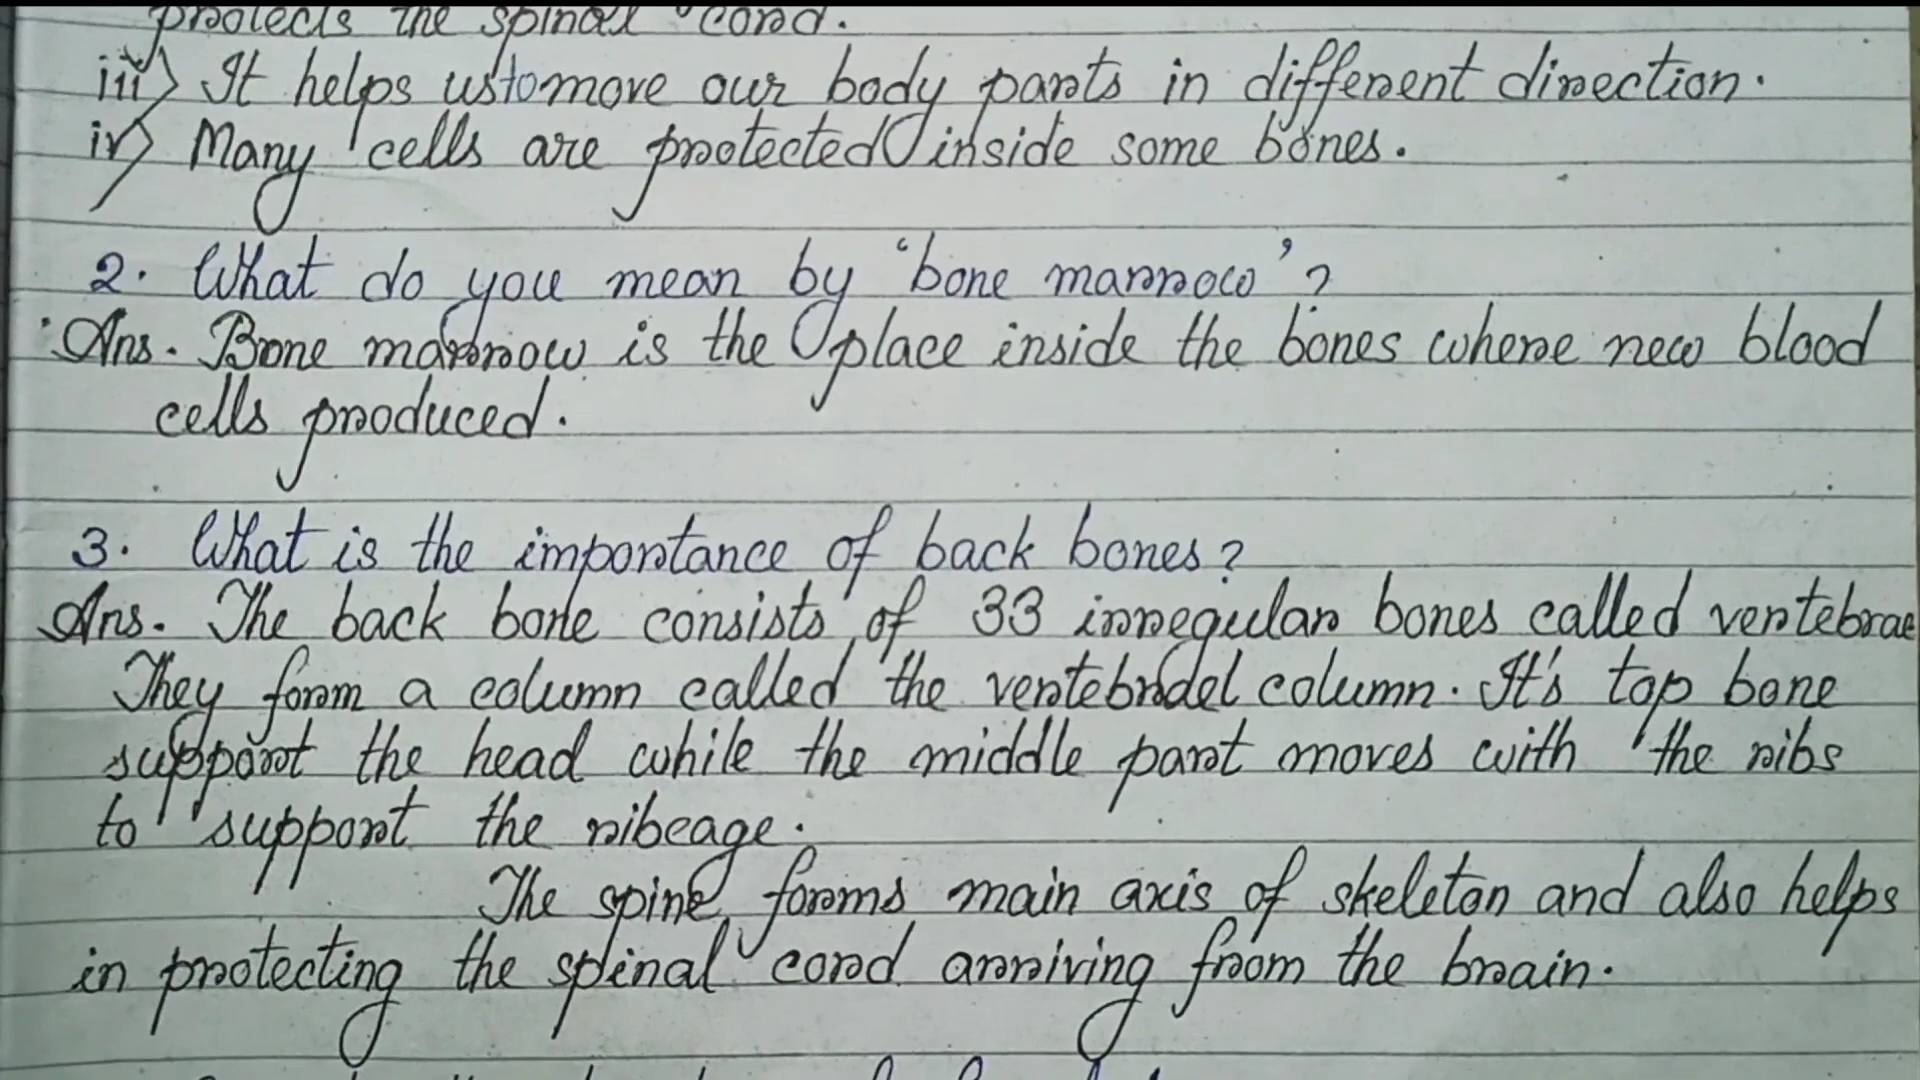 protects the spinal cord.
iii) It helps us to move our body parts in different direction.
iv) Many cells are protected inside some bones.
2. What do you mean by 'bone marrow'?
Ans. Bone marrow is the place inside the bones where new blood
cells produced.
3. What is the importance of back bones?
Ans. The back bone consists of 33 irregular bones called vertebrae
They form a column called the vertebral column. It's top bone
support the head while the middle part moves with the ribs
to support the ribcage.
The spine forms main axis of skeleton and also helps
in protecting the spinal cord arriving from the brain.